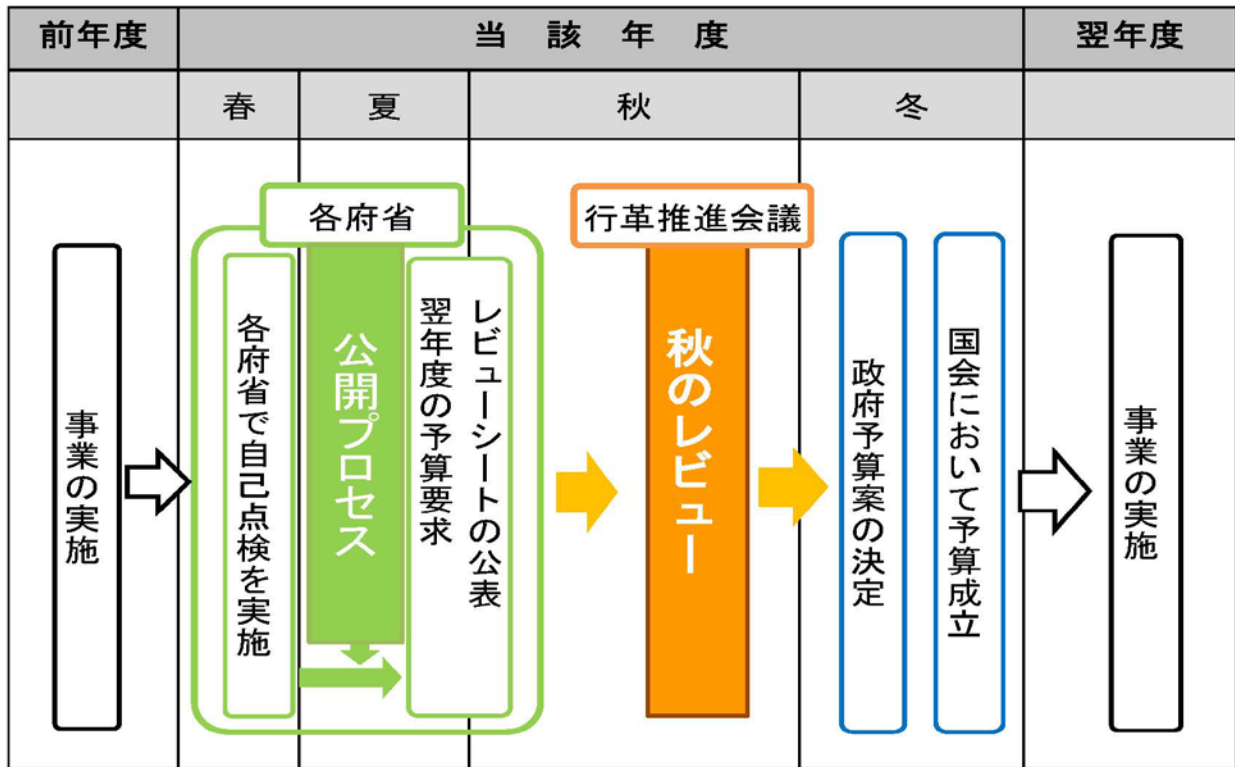 前年度
当該年度
翌年度
春
夏
秋
冬
各府省
行革推進会議
事業の実施
各府省で自己点検を実施
公開プロセス
レビューシートの公表
翌年度の予算要求
秋のレビュー
政府予算案の決定
国会において予算成立
事業の実施